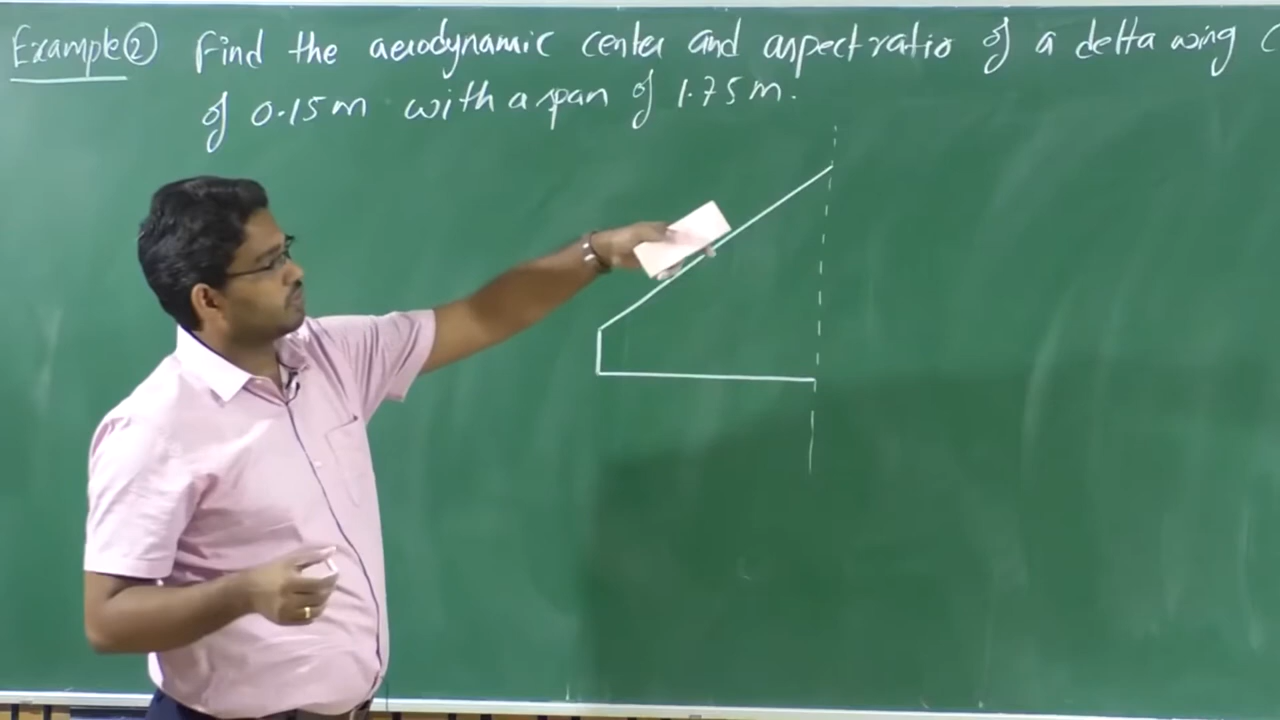 Example② Find the aerodynamic center and aspect ratio of a delta wing (
of 0.15m with a span of 1.75m.